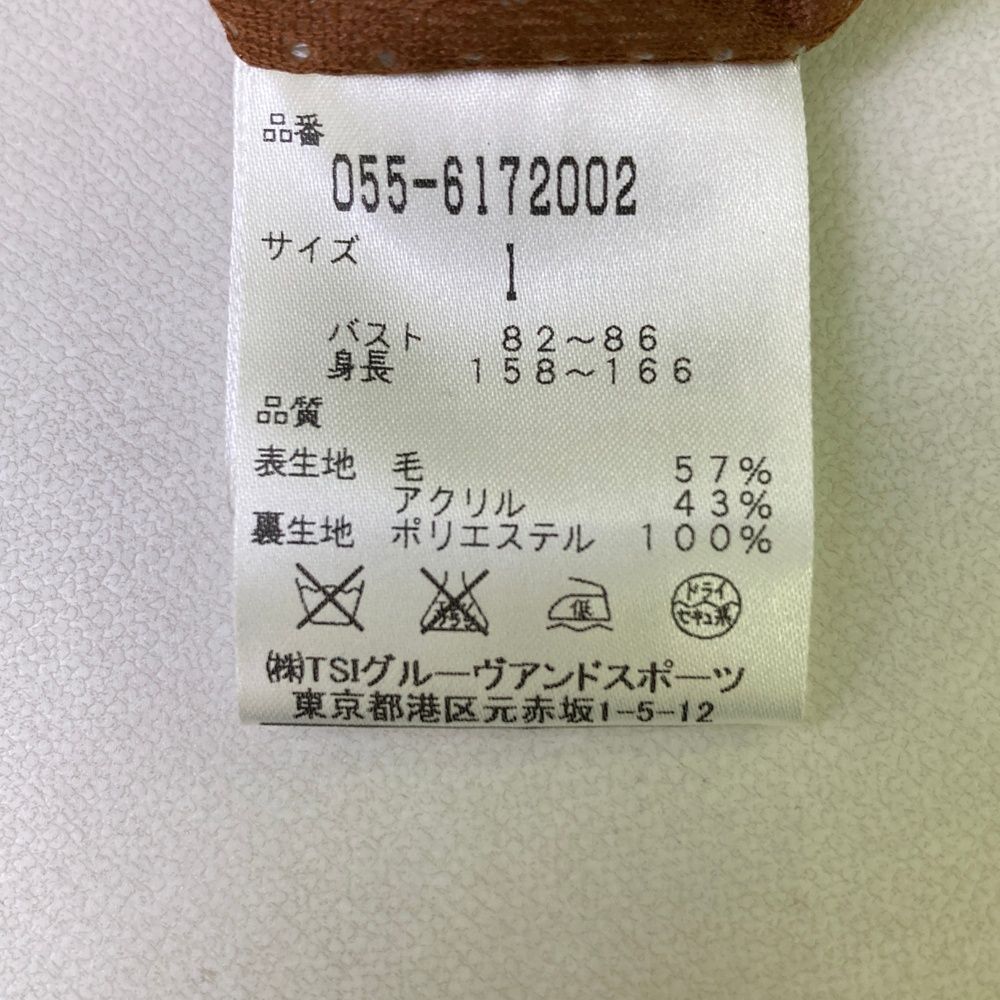 品番
055-6172002
サイズ 1
バスト 82～86
身長 158～166
品質
表生地 毛 57%
アクリル 43%
裏生地 ポリエステル 100%
低 ドライ セキユ系
㈱TSIグルーヴアンドスポーツ
東京都港区元赤坂1-5-12